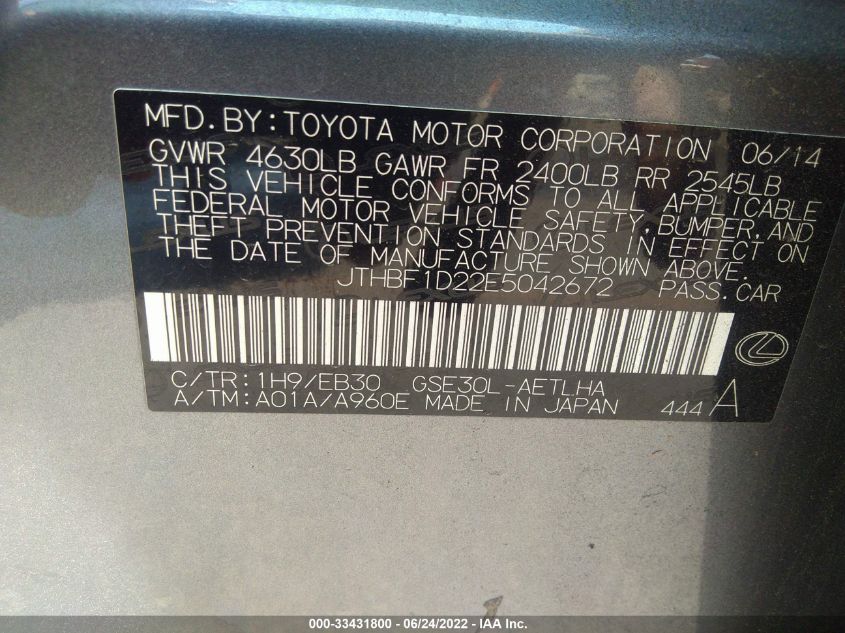 MFD.BY:TOYOTA MOTOR CORPORATION 06/14
GVWR 4630LB GAWR FR 2400LB RR 2545LB
THIS VEHICLE CONFORMS TO ALL APPLICABLE
FEDERAL MOTOR VEHICLE SAFETY,BUMPER,AND
THEFT PREVENTION STANDARDS IN EFFECT ON
THE DATE OF MANUFACTURE SHOWN ABOVE.
JTHBF1D22E5042672 PASS.CAR
C/TR:1H9/EB30 GSE30L-AETLHA
A/TM:A01A/A960E MADE IN JAPAN 444A
000-33431800 - 06/24/2022 - IAA Inc.